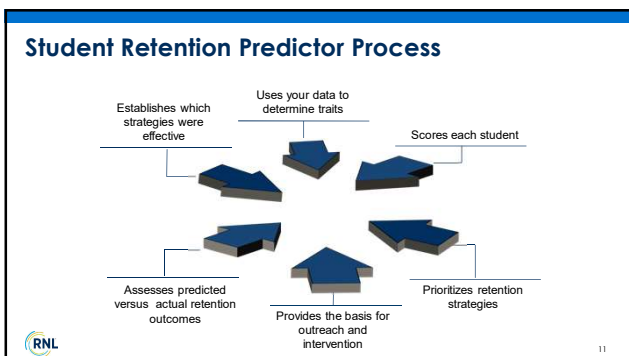 Student Retention Predictor Process
Uses your data to
determine traits
Scores each student
Prioritizes retention
strategies
Provides the basis for
outreach and
intervention
Assesses predicted
versus actual retention
outcomes
Establishes which
strategies were
effective
RNL
11